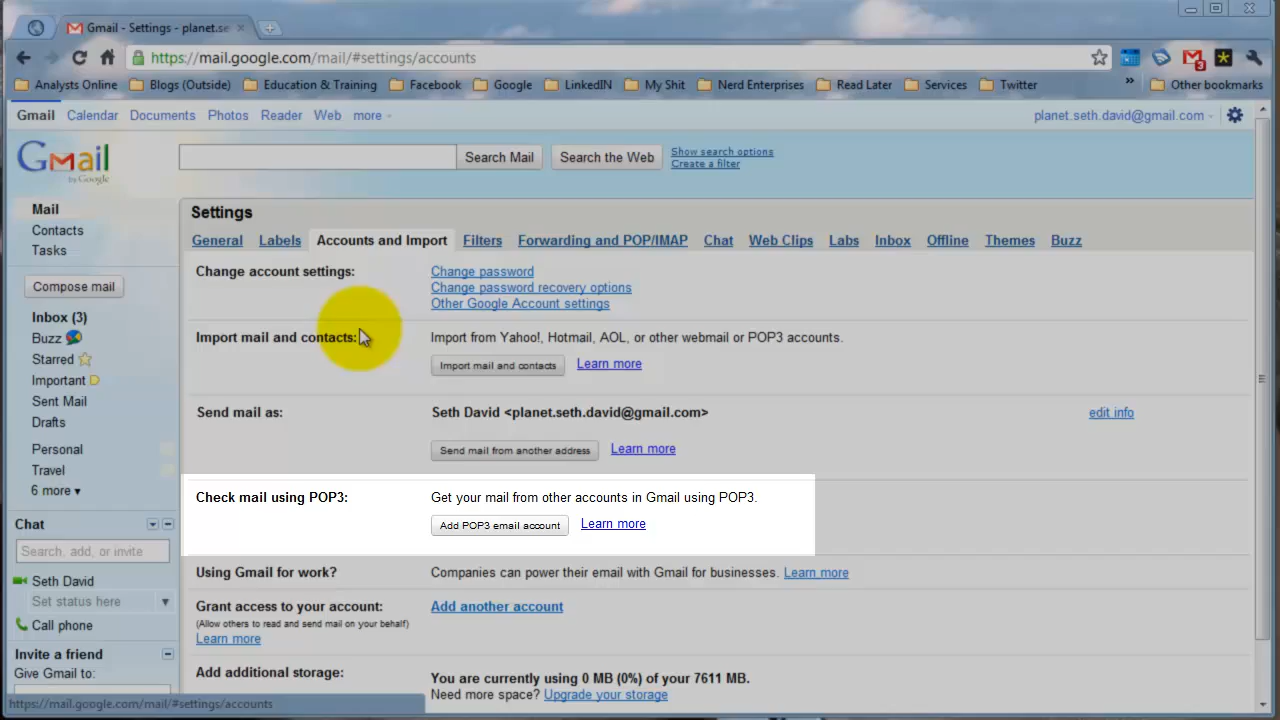 Gmail - Settings - planet.se
https://mail.google.com/mail/#settings/accounts
Analysts Online Blogs (Outside) Education & Training Facebook Google LinkedIN My Shit Nerd Enterprises Read Later Services Twitter » Other bookmarks
Gmail Calendar Documents Photos Reader Web more planet.seth.david@gmail.com
Gmail
by Google
Search Mail Search the Web Show search options
Create a filter
Mail
Contacts
Tasks
Compose mail
Inbox (3)
Buzz
Starred
Important
Sent Mail
Drafts
Personal
Travel
6 more
Chat
Search, add, or invite
Seth David
Set status here
Call phone
Invite a friend
Give Gmail to:
Settings
General Labels Accounts and Import Filters Forwarding and POP/IMAP Chat Web Clips Labs Inbox Offline Themes Buzz
Change account settings: Change password
Change password recovery options
Other Google Account settings
Import mail and contacts: Import from Yahoo!, Hotmail, AOL, or other webmail or POP3 accounts.
Import mail and contacts Learn more
Send mail as: Seth David <planet.seth.david@gmail.com> edit info
Send mail from another address Learn more
Check mail using POP3: Get your mail from other accounts in Gmail using POP3.
Add POP3 email account Learn more
Using Gmail for work? Companies can power their email with Gmail for businesses. Learn more
Grant access to your account: Add another account
(Allow others to read and send mail on your behalf)
Learn more
Add additional storage: You are currently using 0 MB (0%) of your 7611 MB.
Need more space? Upgrade your storage
https://mail.google.com/mail/#settings/accounts